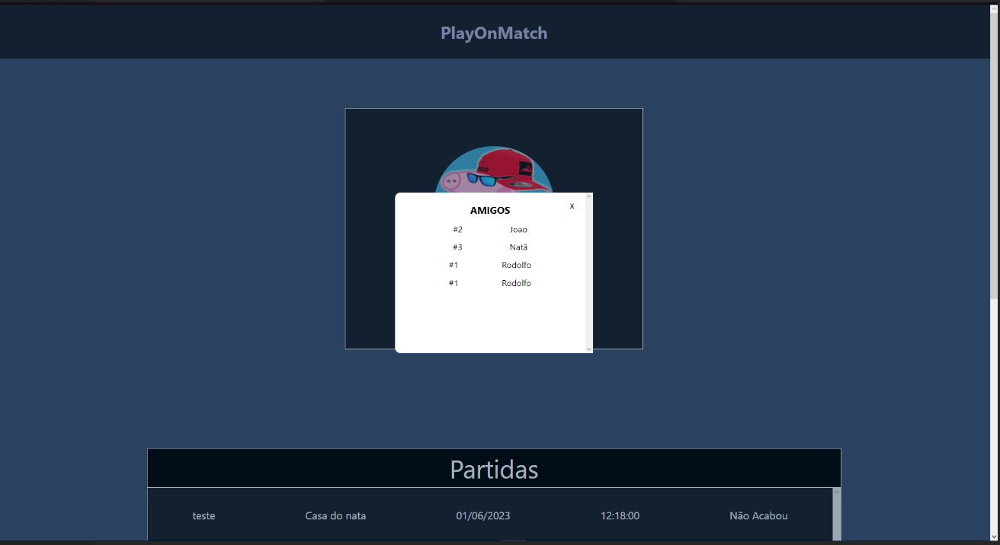 PlayOnMatch
AMIGOS X
#2 Joao
#3 Natã
#1 Rodolfo
#1 Rodolfo
Partidas
teste Casa do nata 01/06/2023 12:18:00 Não Acabou